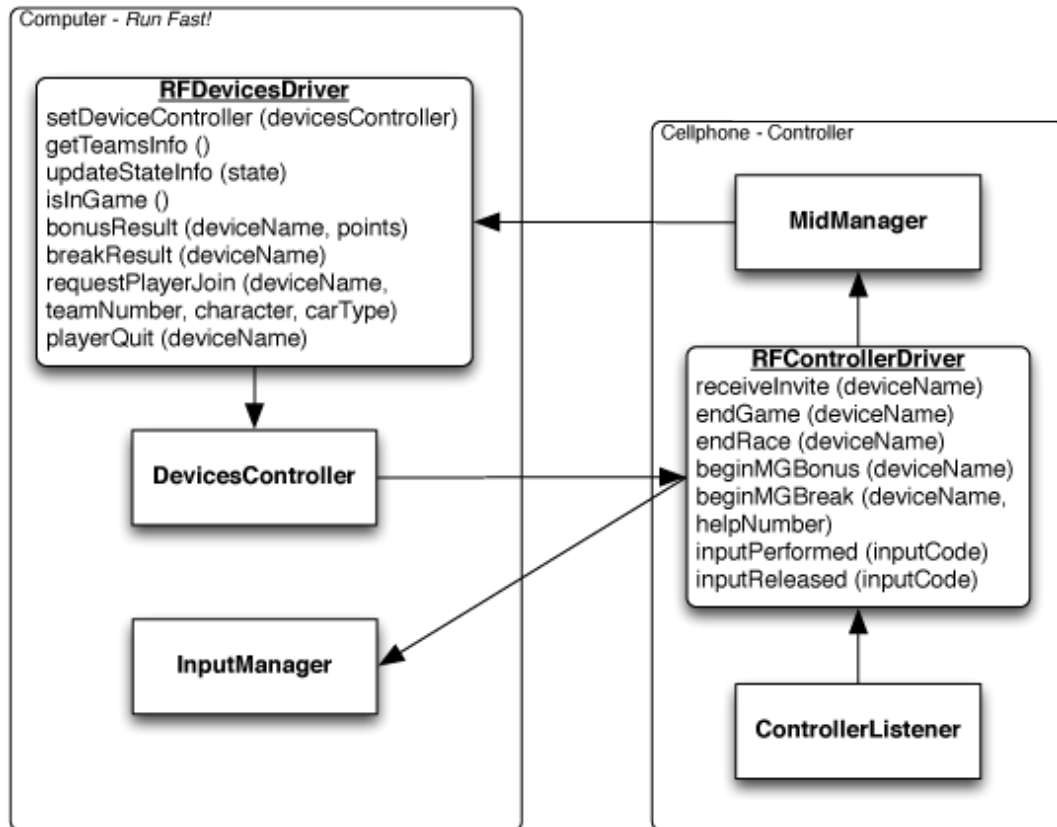 Computer - Run Fast!
RFDevicesDriver
setDeviceController (devicesController)
getTeamsInfo ()
updateStateInfo (state)
isInGame ()
bonusResult (deviceName, points)
breakResult (deviceName)
requestPlayerJoin (deviceName,
teamNumber, character, carType)
playerQuit (deviceName)
DevicesController
InputManager
Cellphone - Controller
MidManager
RFControllerDriver
receiveInvite (deviceName)
endGame (deviceName)
endRace (deviceName)
beginMGBonus (deviceName)
beginMGBreak (deviceName,
helpNumber)
inputPerformed (inputCode)
inputReleased (inputCode)
ControllerListener